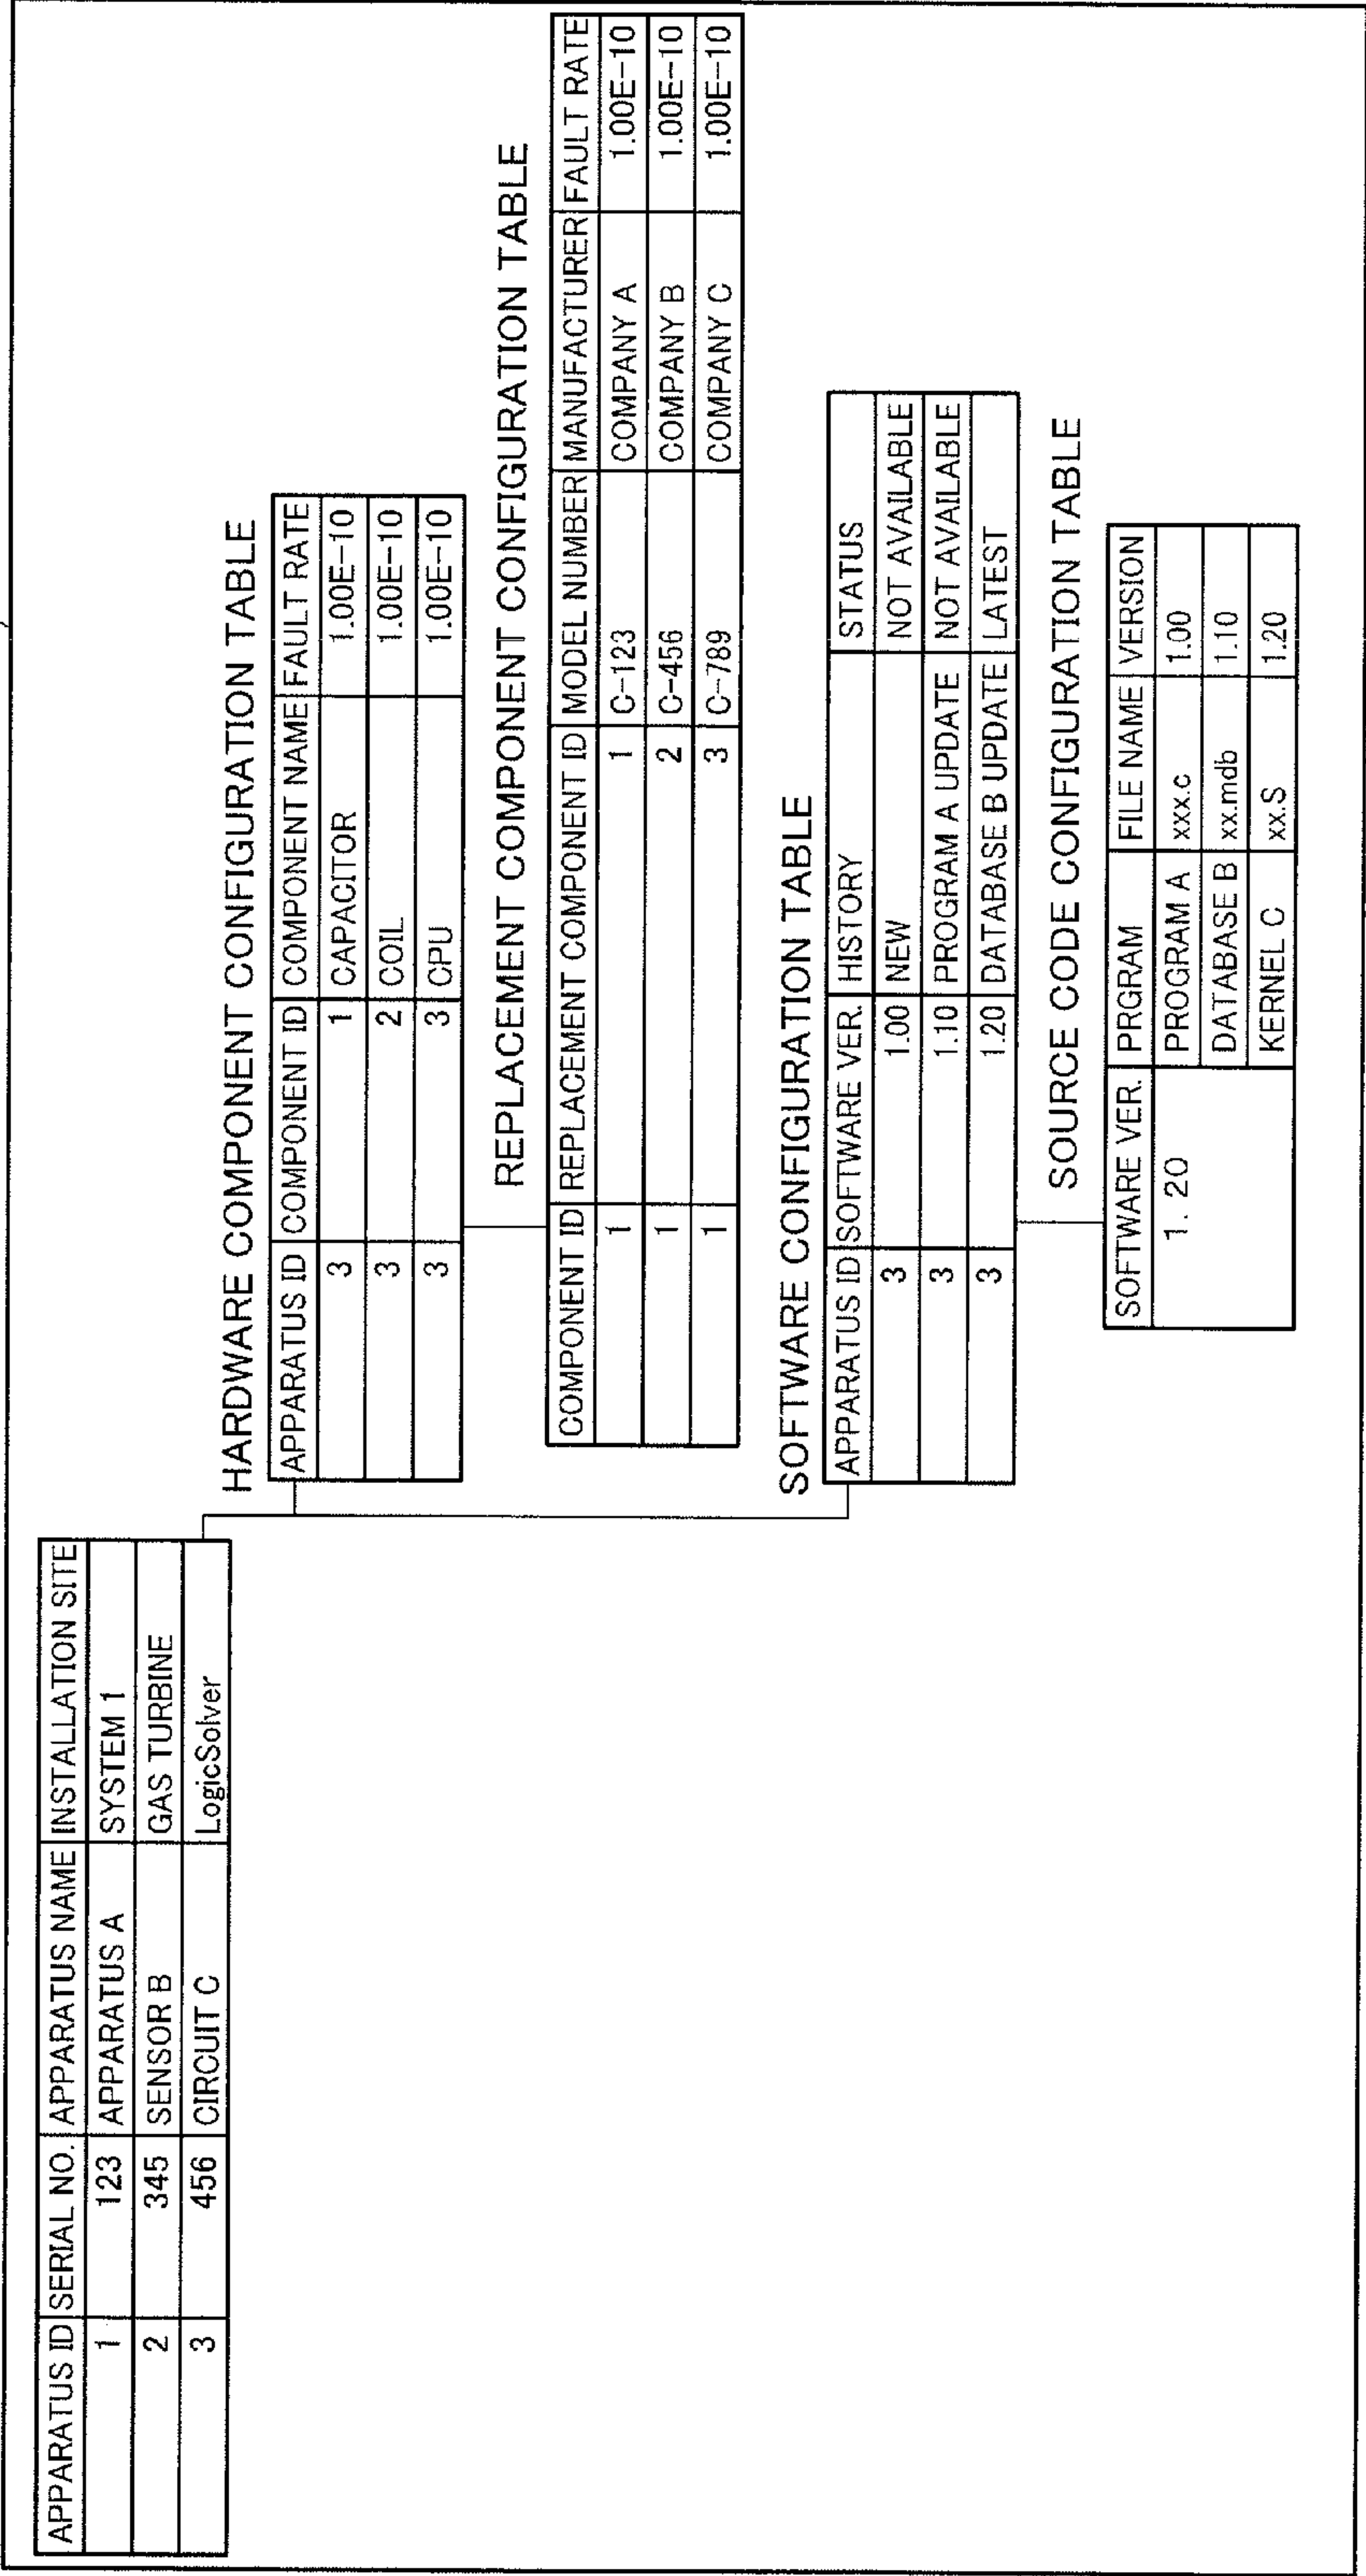 APPARATUS ID SERIAL NO. APPARATUS NAME INSTALLATION SITE
1 123 APPARATUS A SYSTEM 1
2 345 SENSOR B GAS TURBINE
3 456 CIRCUIT C LogicSolver
HARDWARE COMPONENT CONFIGURATION TABLE
APPARATUS ID COMPONENT ID COMPONENT NAME FAULT RATE
3 1 CAPACITOR 1.00E-10
3 2 COIL 1.00E-10
3 3 CPU 1.00E-10
REPLACEMENT COMPONENT CONFIGURATION TABLE
COMPONENT ID REPLACEMENT COMPONENT ID MODEL NUMBER MANUFACTURER FAULT RATE
1 1 C-123 COMPANY A 1.00E-10
1 2 C-456 COMPANY B 1.00E-10
1 3 C-789 COMPANY C 1.00E-10
SOFTWARE CONFIGURATION TABLE
APPARATUS ID SOFTWARE VER. HISTORY STATUS
3 1.00 NEW NOT AVAILABLE
3 1.10 PROGRAM A UPDATE NOT AVAILABLE
3 1.20 DATABASE B UPDATE LATEST
SOURCE CODE CONFIGURATION TABLE
SOFTWARE VER. PRGRAM FILE NAME VERSION
1. 20 PROGRAM A xxx.c 1.00
DATABASE B xx.mdb 1.10
KERNEL C xx.S 1.20